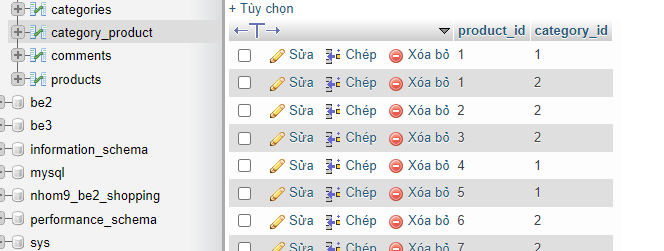 categories
category_product
comments
products
be2
be3
information_schema
mysql
nhom9_be2_shopping
performance_schema
sys
+ Tùy chọn
←T→ product_id category_id
Sửa Chép Xóa bỏ 1 1
Sửa Chép Xóa bỏ 1 2
Sửa Chép Xóa bỏ 2 2
Sửa Chép Xóa bỏ 3 2
Sửa Chép Xóa bỏ 4 1
Sửa Chép Xóa bỏ 5 1
Sửa Chép Xóa bỏ 6 2
Sửa Chép Xóa bỏ 7 2